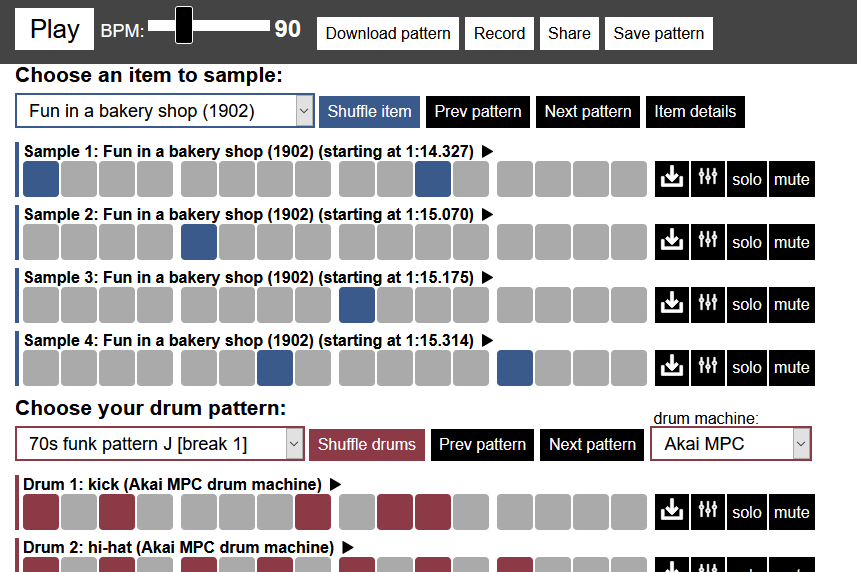 Play BPM: 90 Download pattern Record Share Save pattern
Choose an item to sample:
Fun in a bakery shop (1902) Shuffle item Prev pattern Next pattern Item details
Sample 1: Fun in a bakery shop (1902) (starting at 1:14.327)
solo mute
Sample 2: Fun in a bakery shop (1902) (starting at 1:15.070)
solo mute
Sample 3: Fun in a bakery shop (1902) (starting at 1:15.175)
solo mute
Sample 4: Fun in a bakery shop (1902) (starting at 1:15.314)
solo mute
Choose your drum pattern:
drum machine:
70s funk pattern J [break 1] Shuffle drums Prev pattern Next pattern Akai MPC
Drum 1: kick (Akai MPC drum machine)
solo mute
Drum 2: hi-hat (Akai MPC drum machine)